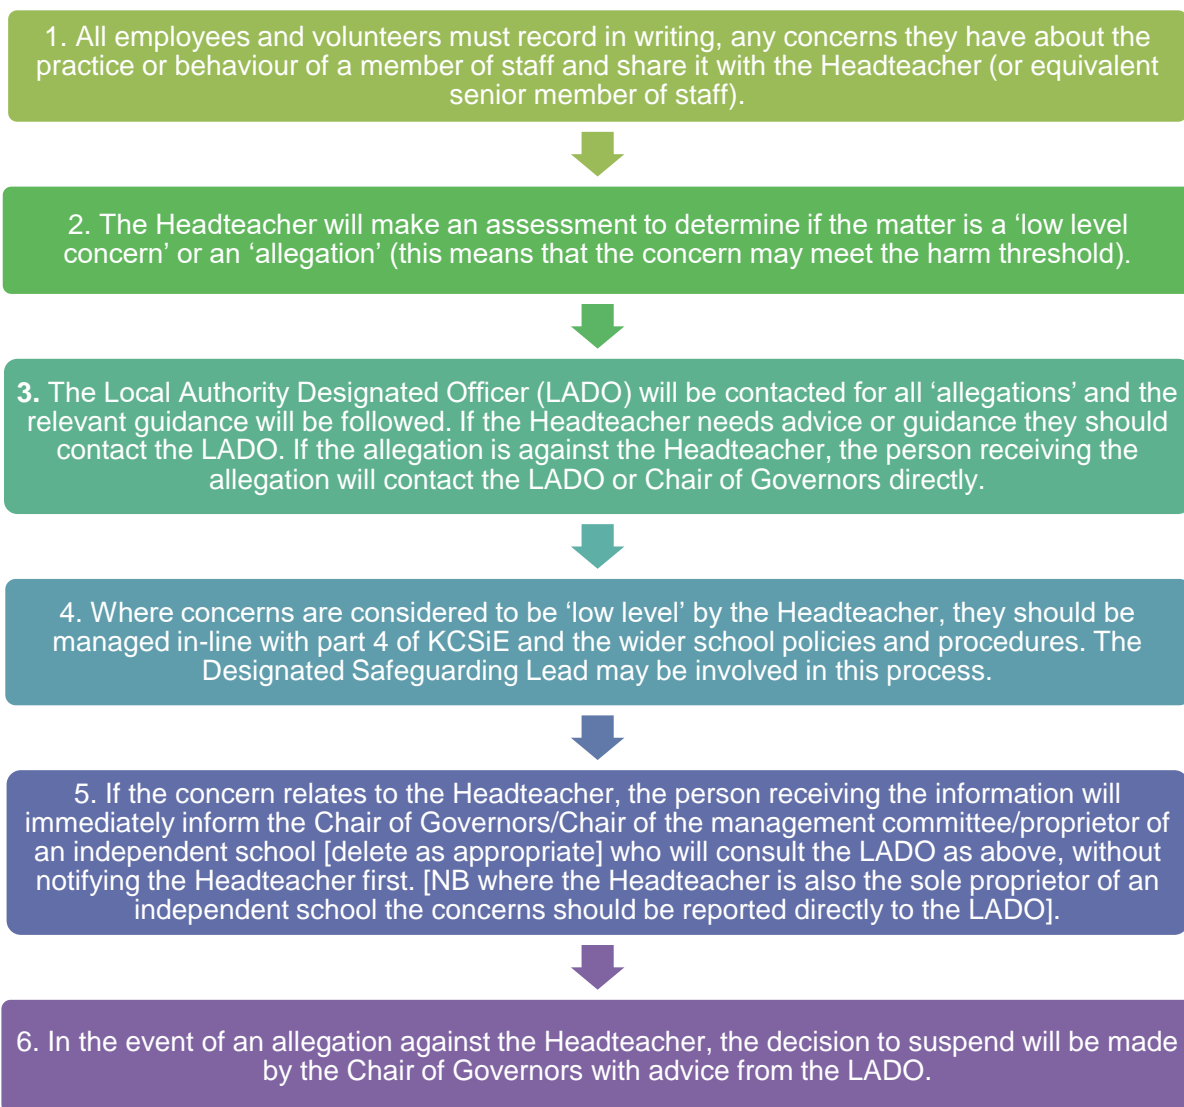 1. All employees and volunteers must record in writing, any concerns they have about the
practice or behaviour of a member of staff and share it with the Headteacher (or equivalent
senior member of staff).
2. The Headteacher will make an assessment to determine if the matter is a ‘low level
concern’ or an ‘allegation’ (this means that the concern may meet the harm threshold).
3. The Local Authority Designated Officer (LADO) will be contacted for all ‘allegations’ and the
relevant guidance will be followed. If the Headteacher needs advice or guidance they should
contact the LADO. If the allegation is against the Headteacher, the person receiving the
allegation will contact the LADO or Chair of Governors directly.
4. Where concerns are considered to be ‘low level’ by the Headteacher, they should be
managed in-line with part 4 of KCSiE and the wider school policies and procedures. The
Designated Safeguarding Lead may be involved in this process.
5. If the concern relates to the Headteacher, the person receiving the information will
immediately inform the Chair of Governors/Chair of the management committee/proprietor of
an independent school [delete as appropriate] who will consult the LADO as above, without
notifying the Headteacher first. [NB where the Headteacher is also the sole proprietor of an
independent school the concerns should be reported directly to the LADO].
6. In the event of an allegation against the Headteacher, the decision to suspend will be made
by the Chair of Governors with advice from the LADO.